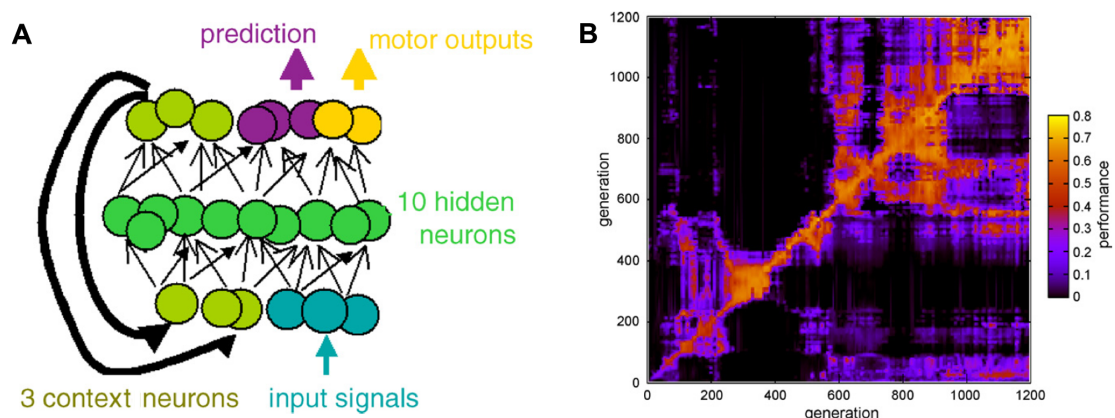 A
prediction
motor outputs
10 hidden
neurons
3 context neurons
input signals
B
1200
1000
800
600
400
200
0
generation
0
200
400
600
800
1000
1200
generation
0.8
0.7
0.6
0.5
0.4
0.3
0.2
0.1
0
performance